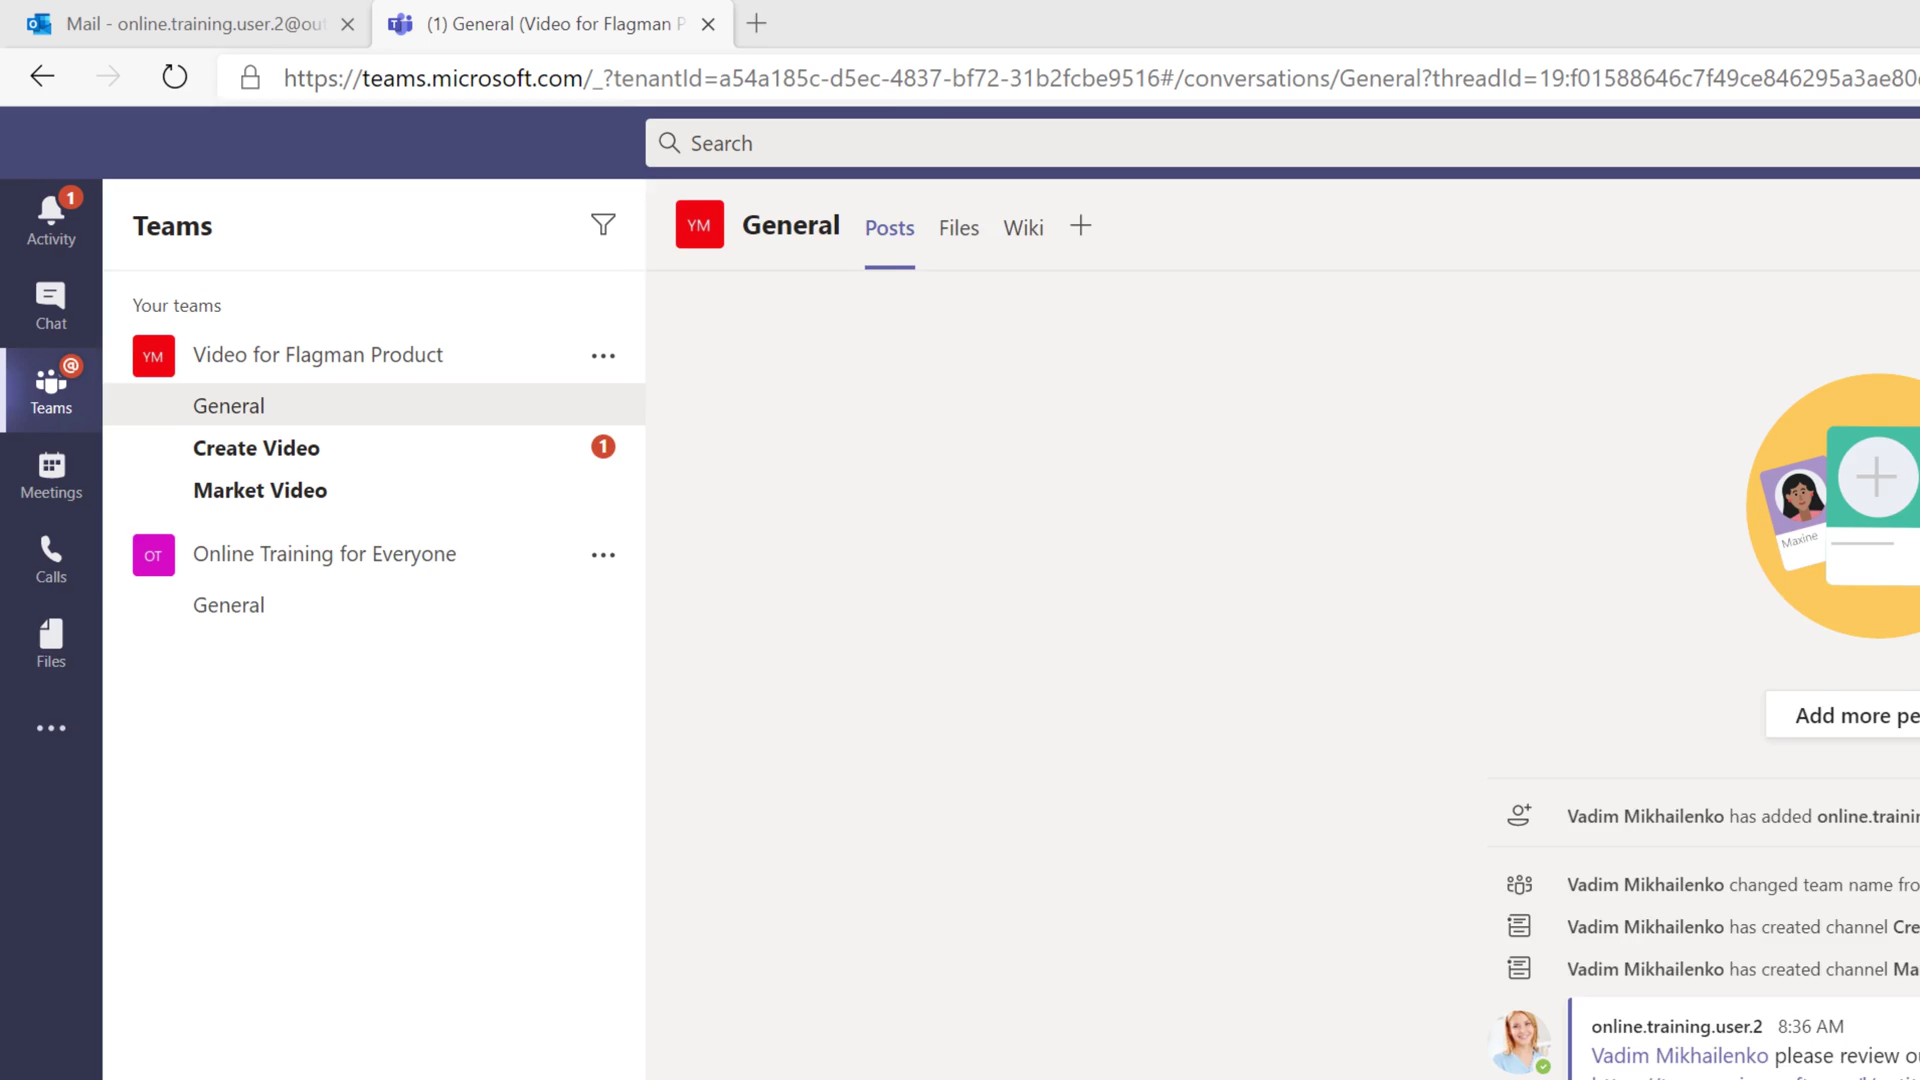 Mail - online.training.user.2@out
(1) General (Video for Flagman P
https://teams.microsoft.com/_?tenantId=a54a185c-d5ec-4837-bf72-31b2fcbe9516#/conversations/General?threadId=19:f01588646c7f49ce846295a3ae80
Search
1
Activity
Chat
@
Teams
Meetings
Calls
Files
Teams
Your teams
YM Video for Flagman Product
General
Create Video 1
Market Video
OT Online Training for Everyone
General
YM General Posts Files Wiki
Maxine
Add more pe
Vadim Mikhailenko has added online.trainin
Vadim Mikhailenko changed team name fro
Vadim Mikhailenko has created channel Cre
Vadim Mikhailenko has created channel Ma
online.training.user.2 8:36 AM
Vadim Mikhailenko please review ou